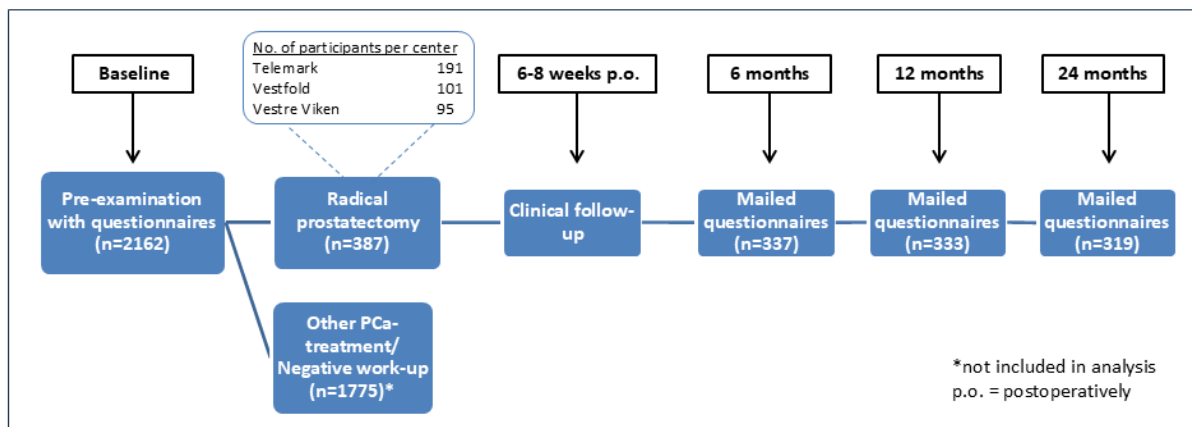 No. of participants per center
Telemark 191
Vestfold 101
Vestre Viken 95
Baseline
6-8 weeks p.o.
6 months
12 months
24 months
Pre-examination
with questionnaires
(n=2162)
Radical
prostatectomy
(n=387)
Clinical follow-
up
Mailed
questionnaires
(n=337)
Mailed
questionnaires
(n=333)
Mailed
questionnaires
(n=319)
Other PCa-
treatment/
Negative work-up
(n=1775)*
*not included in analysis
p.o. = postoperatively